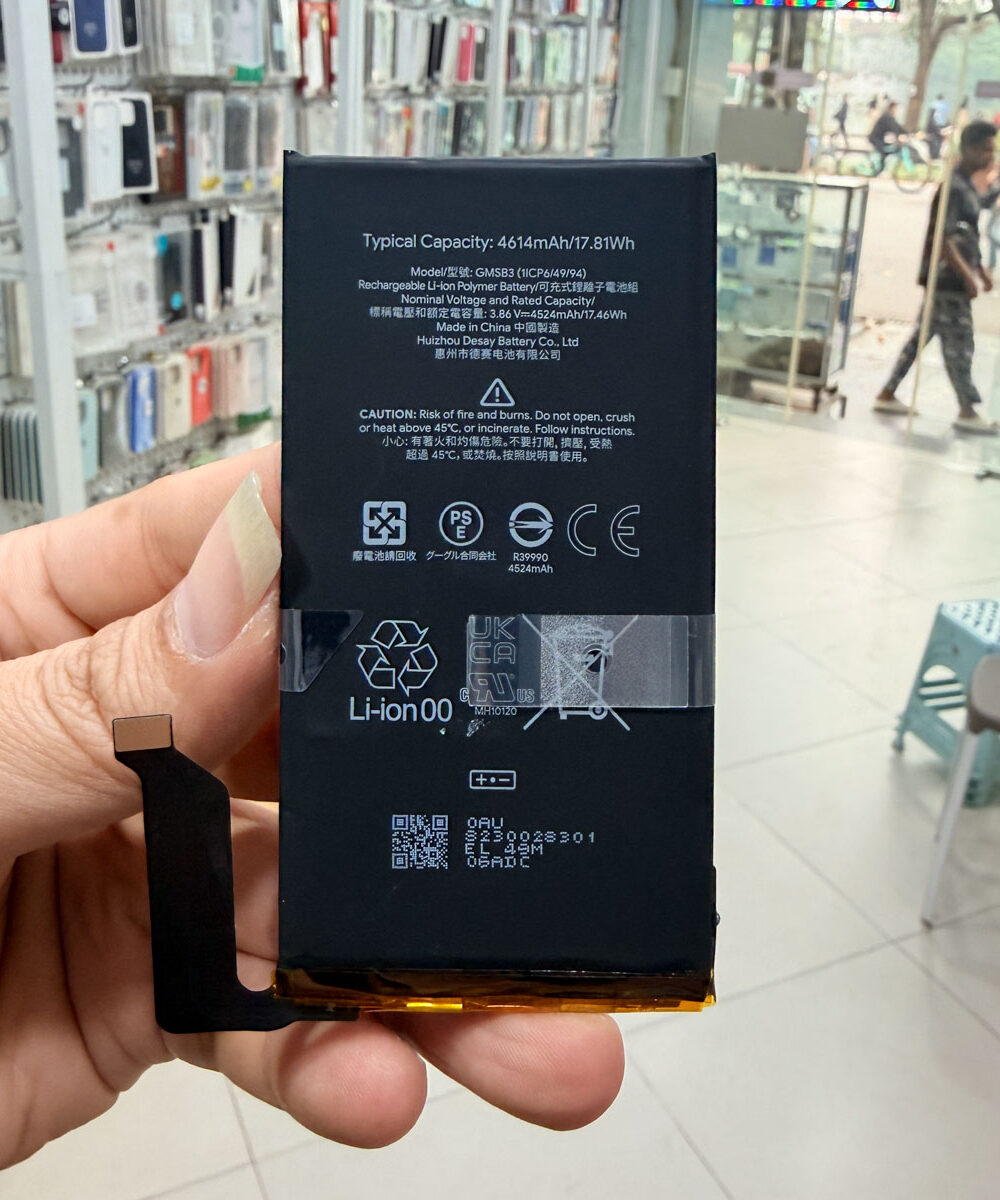 Typical Capacity: 4614mAh/17.81Wh
Model/型號: GMSB3 (1ICP6/49/94)
Rechargeable Li-ion Polymer Battery/可充式鋰離子電池組
Nominal Voltage and Rated Capacity/
標稱電壓和額定電容量: 3.86 V⎓4524mAh/17.46Wh
Made in China 中國製造
Huizhou Desay Battery Co., Ltd
惠州市德赛电池有限公司
CAUTION: Risk of fire and burns. Do not open, crush
or heat above 45°C, or incinerate. Follow instructions.
小心: 有著火和灼傷危險。不要打開, 擠壓, 受熱
超過 45°C, 或焚燒。按照說明書使用。
PS
E
CE
廢電池請回收
グーグル合同会社
R39990
4524mAh
UK
CA
C RU US
MH10120
Li-ion 00
+ • −
0AU
S230028301
EL 49M
06ADC